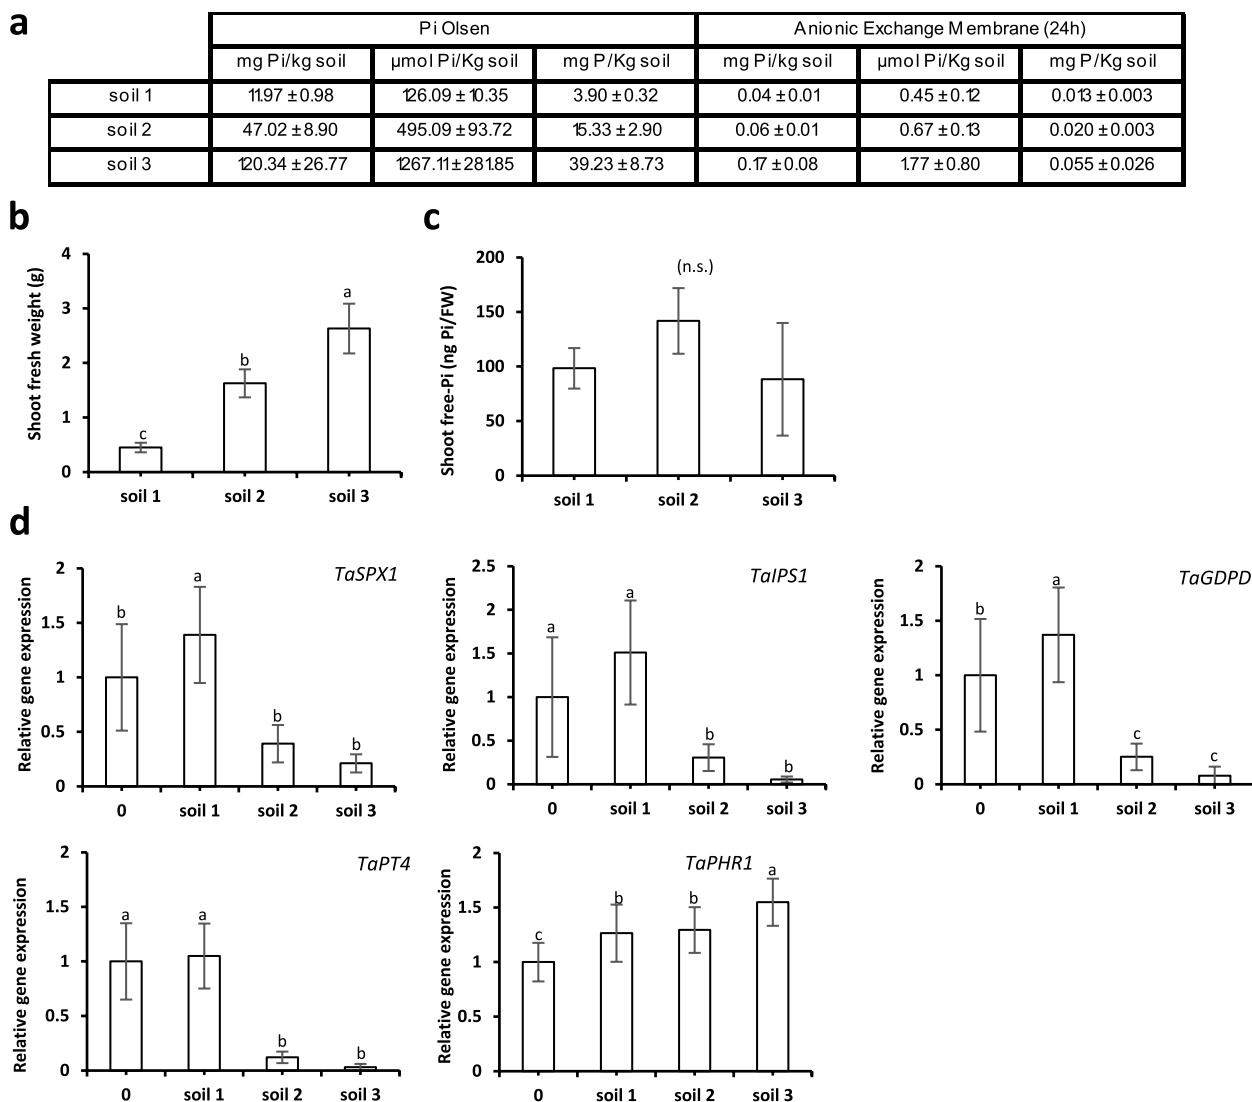 a
Pi Olsen Anionic Exchange Membrane (24h)
mg Pi/kg soil µmol Pi/Kg soil mg P/Kg soil mg Pi/kg soil µmol Pi/Kg soil mg P/Kg soil
soil 1 11.97 ± 0.98 126.09 ± 10.35 3.90 ± 0.32 0.04 ± 0.01 0.45 ± 0.12 0.013 ± 0.003
soil 2 47.02 ± 8.90 495.09 ± 93.72 15.33 ± 2.90 0.06 ± 0.01 0.67 ± 0.13 0.020 ± 0.003
soil 3 120.34 ± 26.77 1267.11 ± 281.85 39.23 ± 8.73 0.17 ± 0.08 1.77 ± 0.80 0.055 ± 0.026
b
Shoot fresh weight (g)
4
3
2
1
0
c
b
a
soil 1 soil 2 soil 3
c
Shoot free-Pi (ng Pi/FW)
200
150
100
50
0
(n.s.)
soil 1 soil 2 soil 3
d
TaSPX1
Relative gene expression
2
1.5
1
0.5
0
b
a
b
b
0 soil 1 soil 2 soil 3
TaIPS1
Relative gene expression
2.5
2
1.5
1
0.5
0
a
a
b
b
0 soil 1 soil 2 soil 3
TaGDPD
Relative gene expression
2
1.5
1
0.5
0
b
a
c
c
0 soil 1 soil 2 soil 3
TaPT4
Relative gene expression
2
1.5
1
0.5
0
a
a
b
b
0 soil 1 soil 2 soil 3
TaPHR1
Relative gene expression
2
1.5
1
0.5
0
c
b
b
a
0 soil 1 soil 2 soil 3